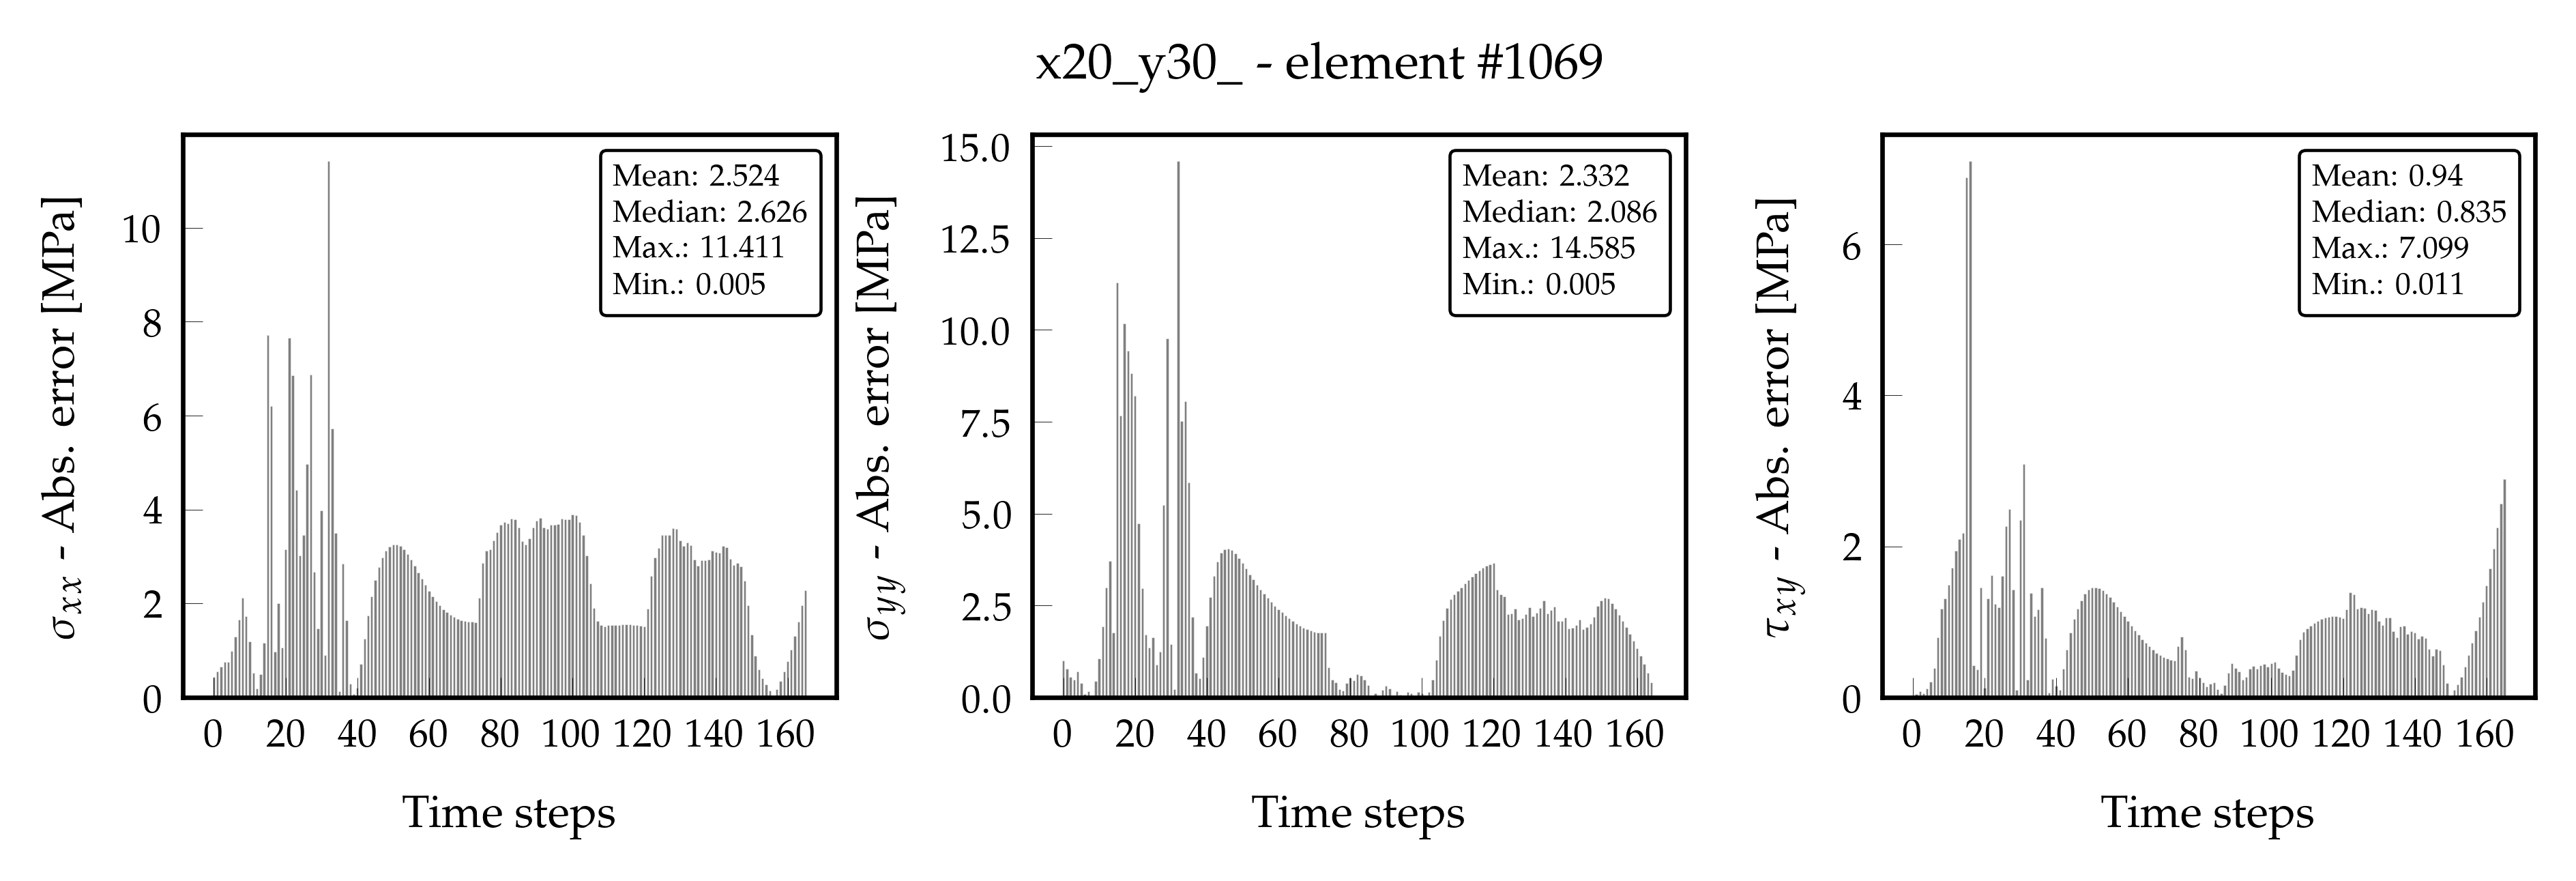 x20_y30_ - element #1069
σxx - Abs. error [MPa]
10
8
6
4
2
0
Mean: 2.524
Median: 2.626
Max.: 11.411
Min.: 0.005
0 20 40 60 80 100 120 140 160
Time steps
σyy - Abs. error [MPa]
15.0
12.5
10.0
7.5
5.0
2.5
0.0
Mean: 2.332
Median: 2.086
Max.: 14.585
Min.: 0.005
0 20 40 60 80 100 120 140 160
Time steps
τxy - Abs. error [MPa]
6
4
2
0
Mean: 0.94
Median: 0.835
Max.: 7.099
Min.: 0.011
0 20 40 60 80 100 120 140 160
Time steps